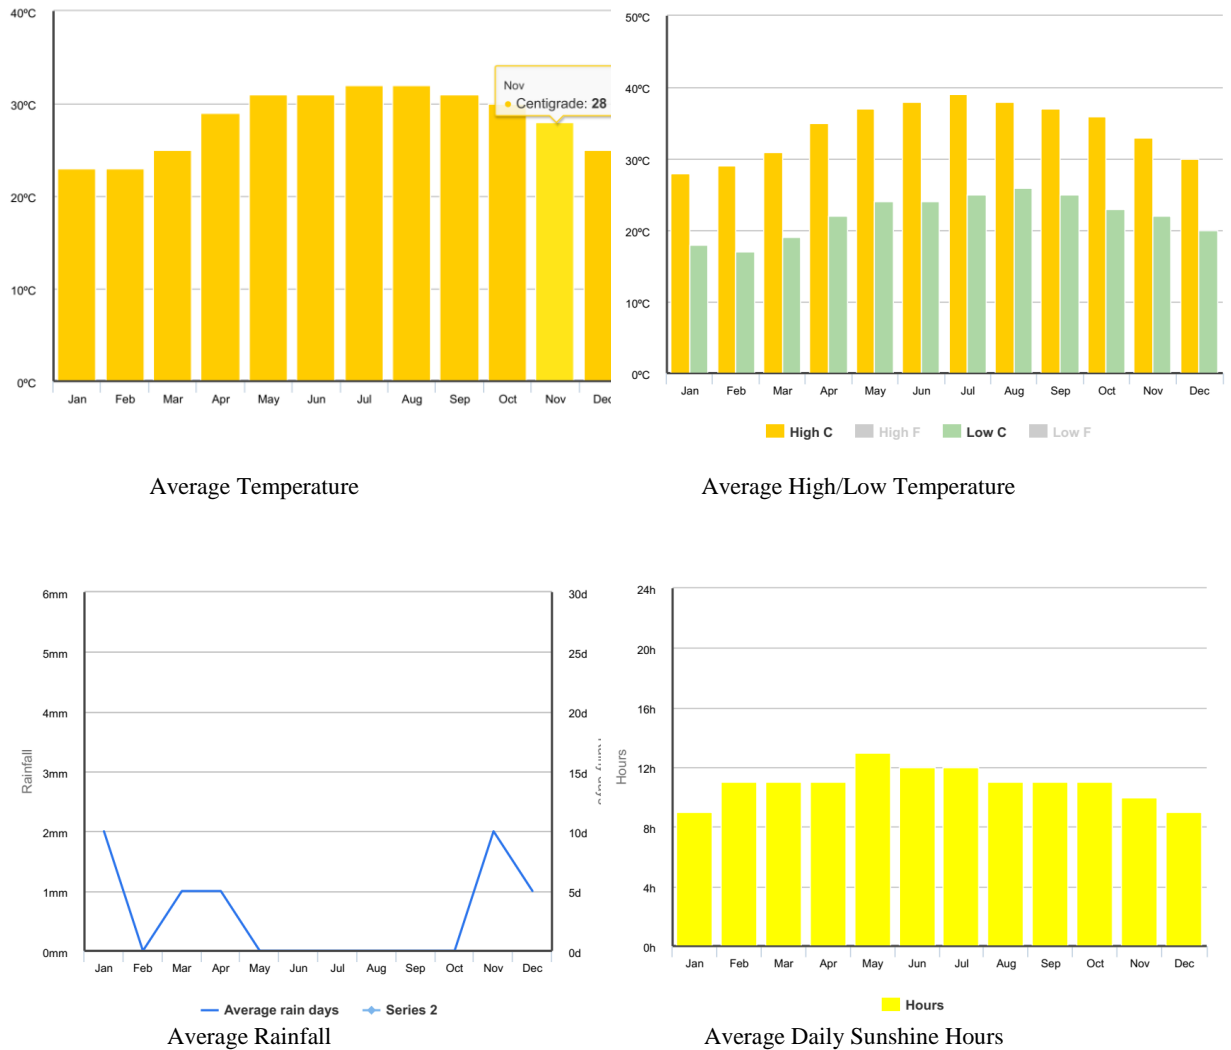 40ºC
30ºC
20ºC
10ºC
0ºC
Nov
Centigrade: 28
Jan Feb Mar Apr May Jun Jul Aug Sep Oct Nov Dec
Average Temperature
50ºC
40ºC
30ºC
20ºC
10ºC
0ºC
Jan Feb Mar Apr May Jun Jul Aug Sep Oct Nov Dec
High C High F Low C Low F
Average High/Low Temperature
6mm 30d
5mm 25d
4mm 20d
3mm 15d
2mm 10d
1mm 5d
0mm 0d
Rainfall
Jan Feb Mar Apr May Jun Jul Aug Sep Oct Nov Dec
Average rain days Series 2
Average Rainfall
24h
20h
16h
12h
8h
4h
0h
Hours
Jan Feb Mar Apr May Jun Jul Aug Sep Oct Nov Dec
Hours
Average Daily Sunshine Hours